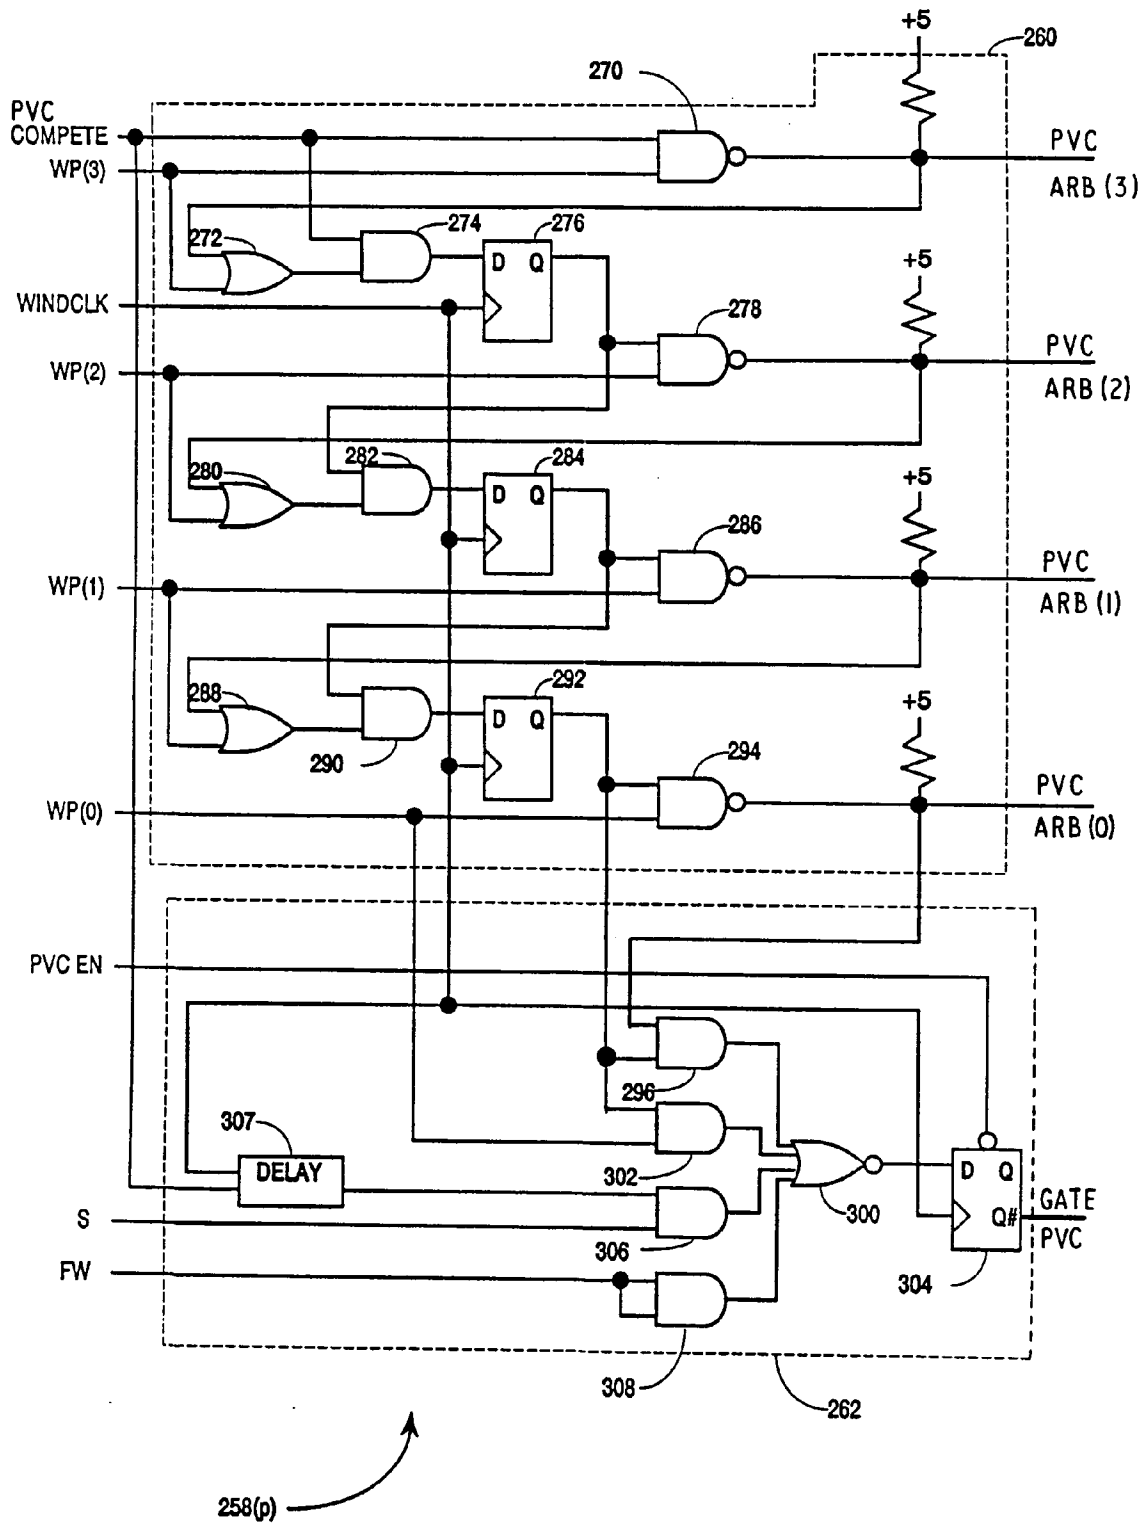 +5
260
270
PVC
COMPETE
PVC
WP(3)
ARB (3)
274
276
272
+5
D Q
WINDCLK
278
PVC
WP(2)
ARB (2)
282
284
280
+5
D Q
286
PVC
WP(1)
ARB (1)
292
288
+5
D Q
290
294
PVC
WP(0)
ARB (0)
PVC EN
296
307
DELAY
302
D Q
S
300
Q#
GATE
PVC
306
FW
304
308
262
258(p)